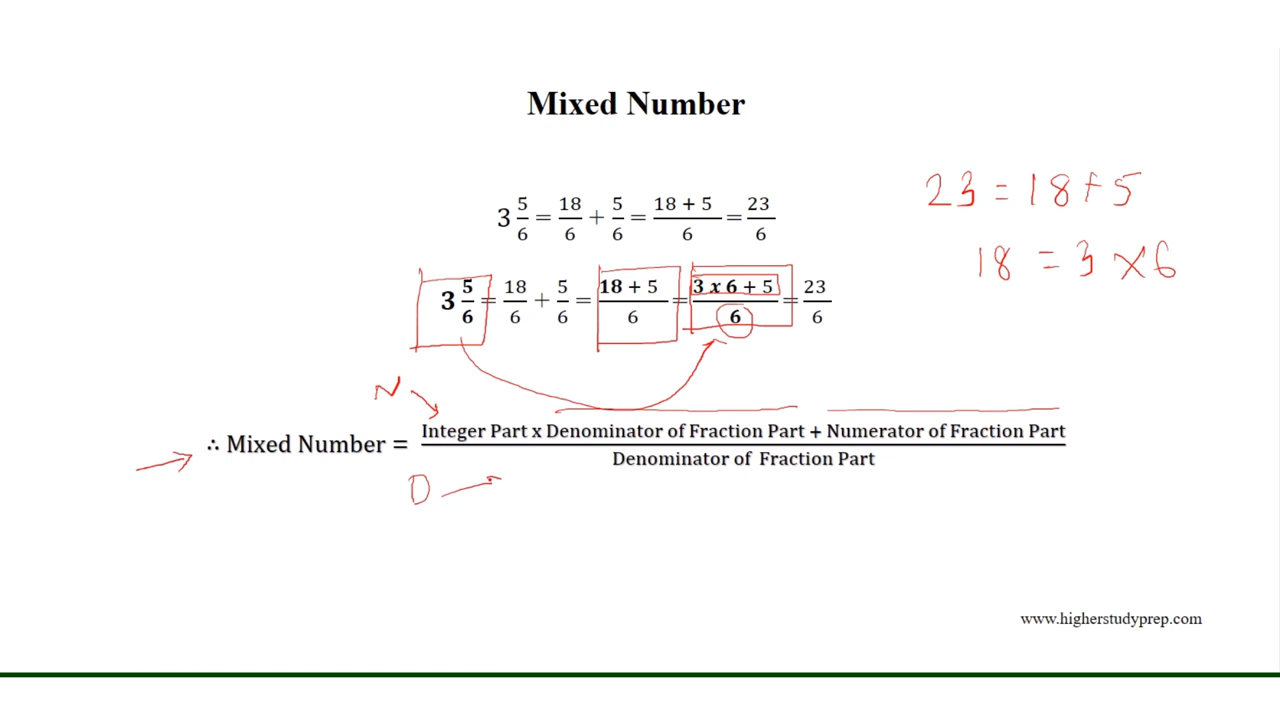 Mixed Number
3 5/6 = 18/6 + 5/6 = (18 + 5)/6 = 23/6
23 = 18 + 5
18 = 3 × 6
3 5/6 = 18/6 + 5/6 = (18 + 5)/6 = (3 x 6 + 5)/6 = 23/6
N
∴ Mixed Number = Integer Part x Denominator of Fraction Part + Numerator of Fraction Part
Denominator of Fraction Part
D
www.higherstudyprep.com